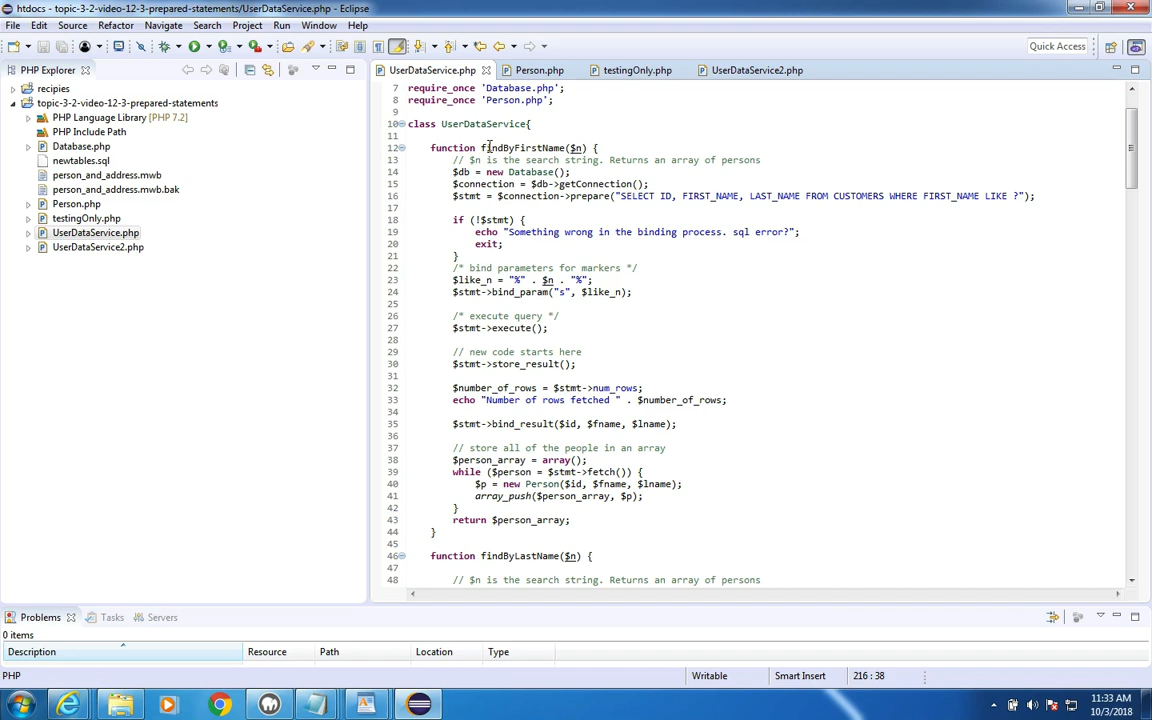 htdocs - topic-3-2-video-12-3-prepared-statements/UserDataService.php - Eclipse
File Edit Source Refactor Navigate Search Project Run Window Help
Quick Access
PHP Explorer
UserDataService.php Person.php testingOnly.php UserDataService2.php
recipies
topic-3-2-video-12-3-prepared-statements
PHP Language Library [PHP 7.2]
PHP Include Path
Database.php
newtables.sql
person_and_address.mwb
person_and_address.mwb.bak
Person.php
testingOnly.php
UserDataService.php
UserDataService2.php
7 require_once 'Database.php';
8 require_once 'Person.php';
9
10 class UserDataService{
11
12 function findByFirstName($n) {
13 // $n is the search string. Returns an array of persons
14 $db = new Database();
15 $connection = $db->getConnection();
16 $stmt = $connection->prepare("SELECT ID, FIRST_NAME, LAST_NAME FROM CUSTOMERS WHERE FIRST_NAME LIKE ?");
17
18 if (!$stmt) {
19 echo "Something wrong in the binding process. sql error?";
20 exit;
21 }
22 /* bind parameters for markers */
23 $like_n = "%" . $n . "%";
24 $stmt->bind_param("s", $like_n);
25
26 /* execute query */
27 $stmt->execute();
28
29 // new code starts here
30 $stmt->store_result();
31
32 $number_of_rows = $stmt->num_rows;
33 echo "Number of rows fetched " . $number_of_rows;
34
35 $stmt->bind_result($id, $fname, $lname);
36
37 // store all of the people in an array
38 $person_array = array();
39 while ($person = $stmt->fetch()) {
40 $p = new Person($id, $fname, $lname);
41 array_push($person_array, $p);
42 }
43 return $person_array;
44 }
45
46 function findByLastName($n) {
47
48 // $n is the search string. Returns an array of persons
Problems Tasks Servers
0 items
Description Resource Path Location Type
PHP Writable Smart Insert 216 : 38
11:33 AM
10/3/2018